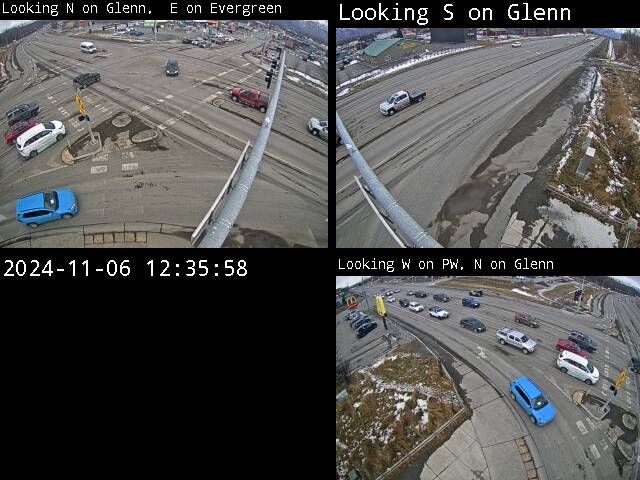 Looking N on Glenn,  E on Evergreen
Looking S on Glenn
2024-11-06 12:35:58
Looking W on PW, N on Glenn